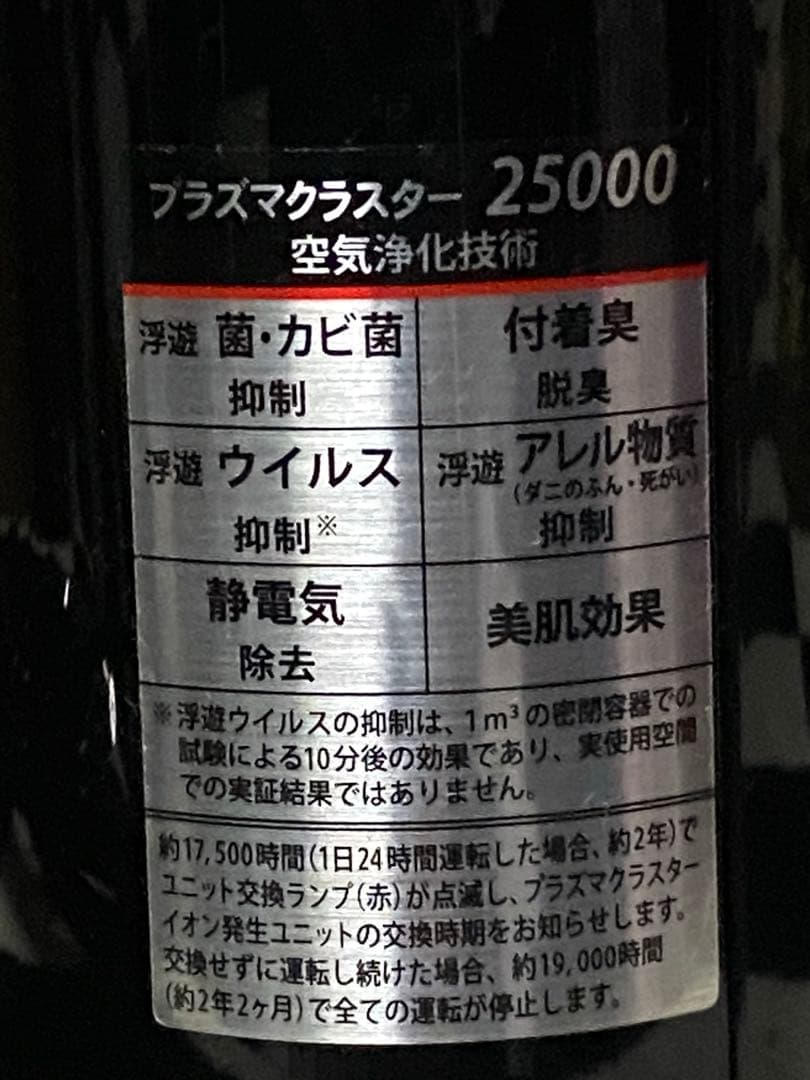 プラズマクラスター 25000
空気浄化技術
浮遊 菌・カビ菌
抑制
付着臭
脱臭
浮遊 ウイルス
抑制※
浮遊 アレル物質
(ダニのふん・死がい)
抑制
静電気
除去
美肌効果
※浮遊ウイルスの抑制は、1m³の密閉容器での
試験による10分後の効果であり、実使用空間
での実証結果ではありません。
約17,500時間(1日24時間運転した場合、約2年)で
ユニット交換ランプ(赤)が点滅し、プラズマクラスター
イオン発生ユニットの交換時期をお知らせします。
交換せずに運転し続けた場合、約19,000時間
(約2年2ヶ月)で全ての運転が停止します。